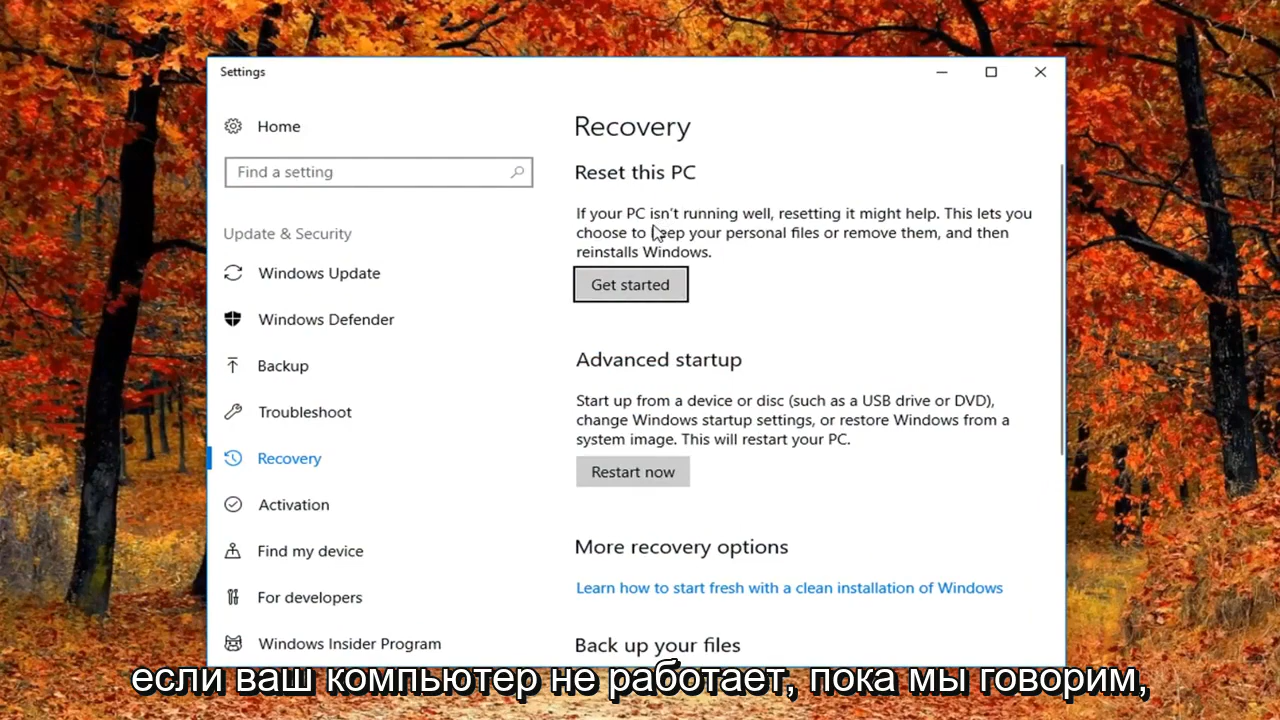 Settings
Home
Find a setting
Update & Security
Windows Update
Windows Defender
Backup
Troubleshoot
Recovery
Activation
Find my device
For developers
Windows Insider Program
Recovery
Reset this PC
If your PC isn't running well, resetting it might help. This lets you
choose to keep your personal files or remove them, and then
reinstalls Windows.
Get started
Advanced startup
Start up from a device or disc (such as a USB drive or DVD),
change Windows startup settings, or restore Windows from a
system image. This will restart your PC.
Restart now
More recovery options
Learn how to start fresh with a clean installation of Windows
Back up your files
если ваш компьютер не работает, пока мы говорим,